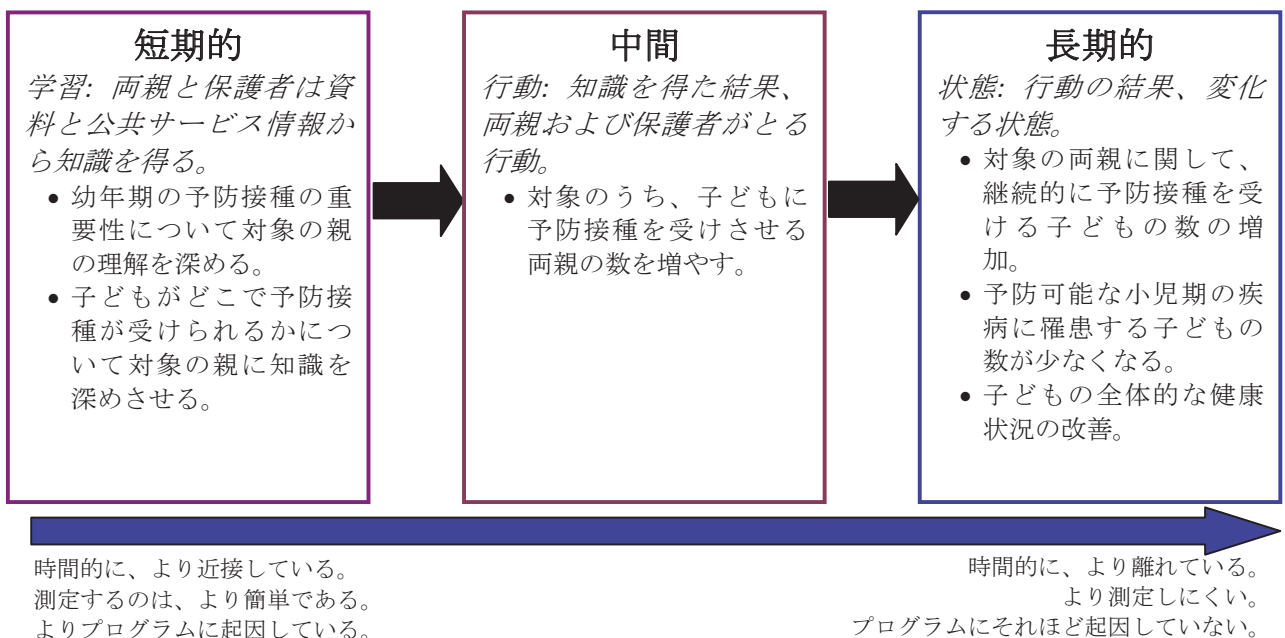 短期的
学習: 両親と保護者は資
料と公共サービス情報か
ら知識を得る。
• 幼年期の予防接種の重
要性について対象の親
の理解を深める。
• 子どもがどこで予防接
種が受けられるかにつ
いて対象の親に知識を
深めさせる。
中間
行動: 知識を得た結果、
両親および保護者がとる
行動。
• 対象のうち、子どもに
予防接種を受けさせる
両親の数を増やす。
長期的
状態: 行動の結果、変化
する状態。
• 対象の両親に関して、
継続的に予防接種を受
ける子どもの数の増
加。
• 予防可能な小児期の疾
病に罹患する子どもの
数が少なくなる。
• 子どもの全体的な健康
状況の改善。
時間的に、より近接している。
測定するのは、より簡単である。
よりプログラムに起因している。
時間的に、より離れている。
より測定しにくい。
プログラムにそれほど起因していない。